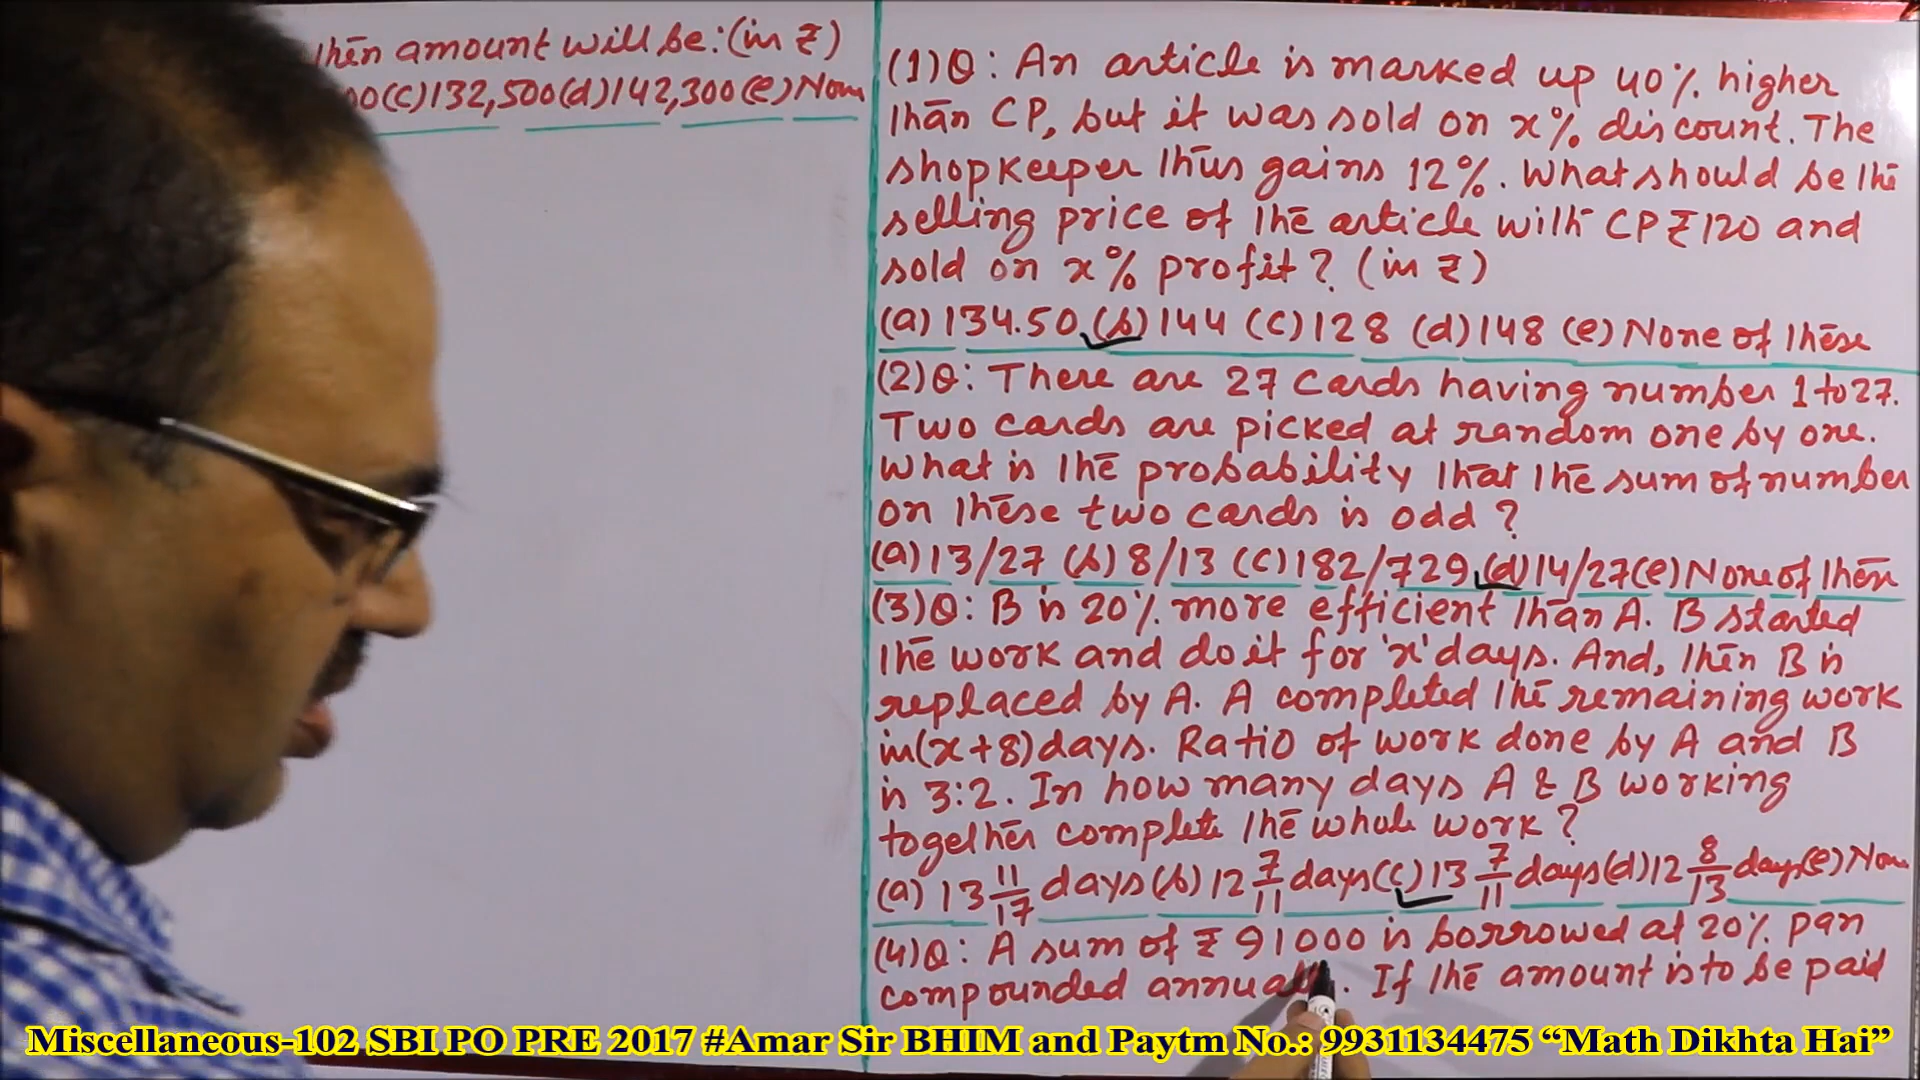 then amount will be: (in ₹)
00 (c) 132,500 (d) 142,300 (e) None
(1) Q: An article is marked up 40% higher
than CP, but it was sold on x% discount. The
shopkeeper thus gains 12%. What should be the
selling price of the article with CP ₹ 120 and
sold on x% profit? (in ₹)
(a) 134.50 (b) 144 (c) 128 (d) 148 (e) None of these
(2) Q: There are 27 cards having number 1 to 27.
Two cards are picked at random one by one.
What is the probability that the sum of number
on these two cards is odd?
(a) 13/27 (b) 8/13 (c) 182/729 (d) 14/27 (e) None of these
(3) Q: B is 20% more efficient than A. B started
the work and do it for 'x' days. And, then B is
replaced by A. A completed the remaining work
in (x+8) days. Ratio of work done by A and B
is 3:2. In how many days A & B working
together complete the whole work?
(a) 13 11/17 days (b) 12 7/11 days (c) 13 7/11 days (d) 12 8/13 days (e) None
(4) Q: A sum of ₹ 91000 is borrowed at 20% pan
compounded annually. If the amount is to be paid
Miscellaneous-102 SBI PO PRE 2017 #Amar Sir BHIM and Paytm No.: 9931134475 “Math Dikhta Hai”